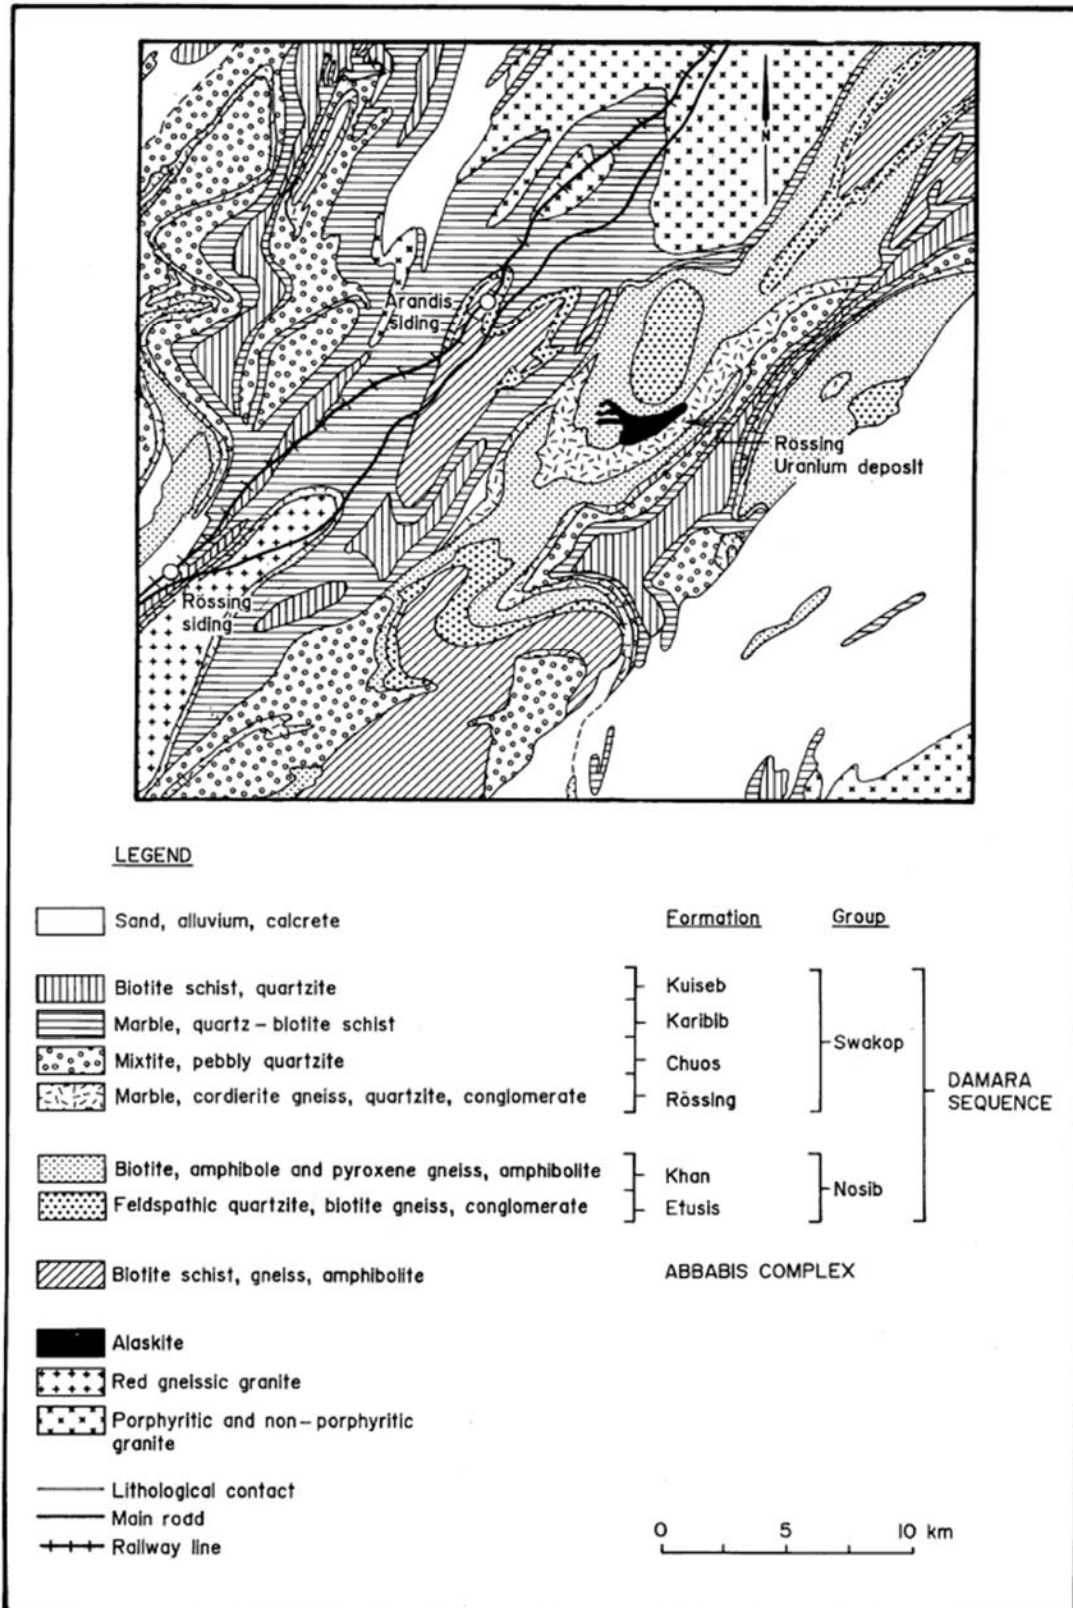 N
Arandis
siding
Rössing
Uranium deposit
Rössing
siding
LEGEND
Sand, alluvium, calcrete
Formation
Group
Biotite schist, quartzite
Kuiseb
Marble, quartz – biotite schist
Karibib
Swakop
Mixtite, pebbly quartzite
Chuos
Marble, cordierite gneiss, quartzite, conglomerate
Rössing
DAMARA
SEQUENCE
Biotite, amphibole and pyroxene gneiss, amphibolite
Khan
Nosib
Feldspathic quartzite, biotite gneiss, conglomerate
Etusis
Biotite schist, gneiss, amphibolite
ABBABIS COMPLEX
Alaskite
Red gneissic granite
Porphyritic and non – porphyritic
granite
Lithological contact
Main road
Railway line
0 5 10 km